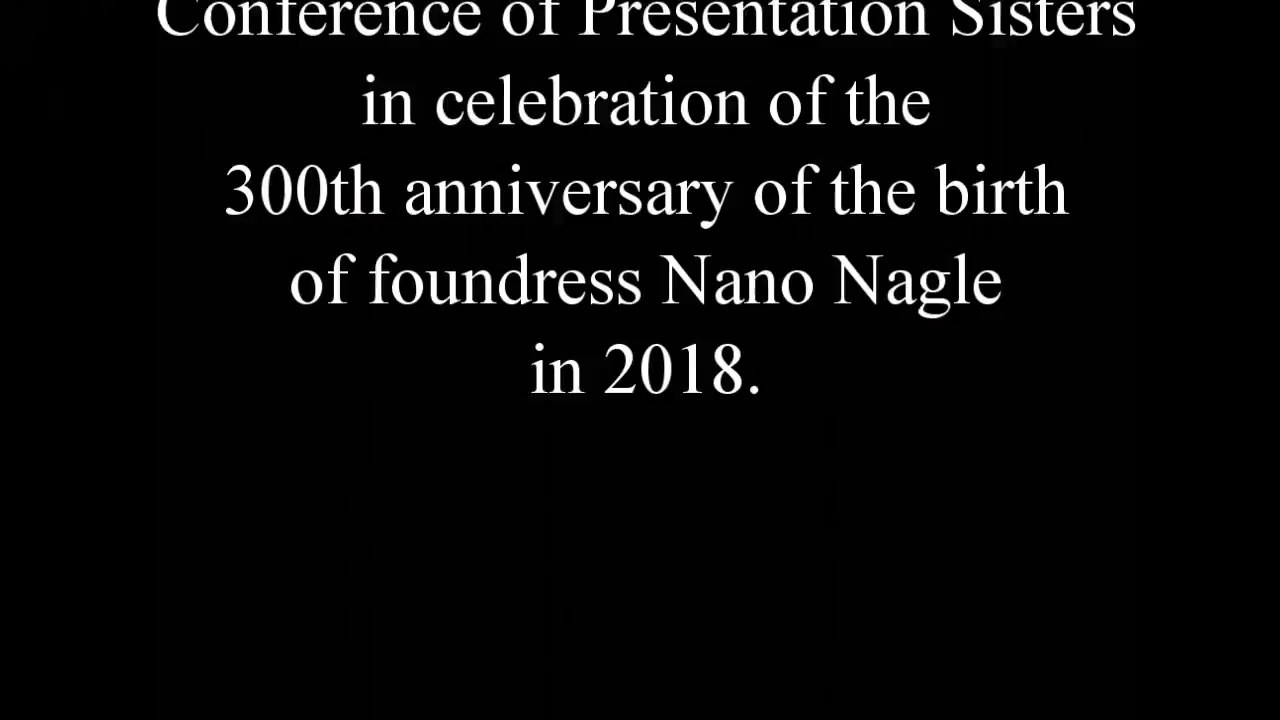 Conference of Presentation Sisters
in celebration of the
300th anniversary of the birth
of foundress Nano Nagle
in 2018.